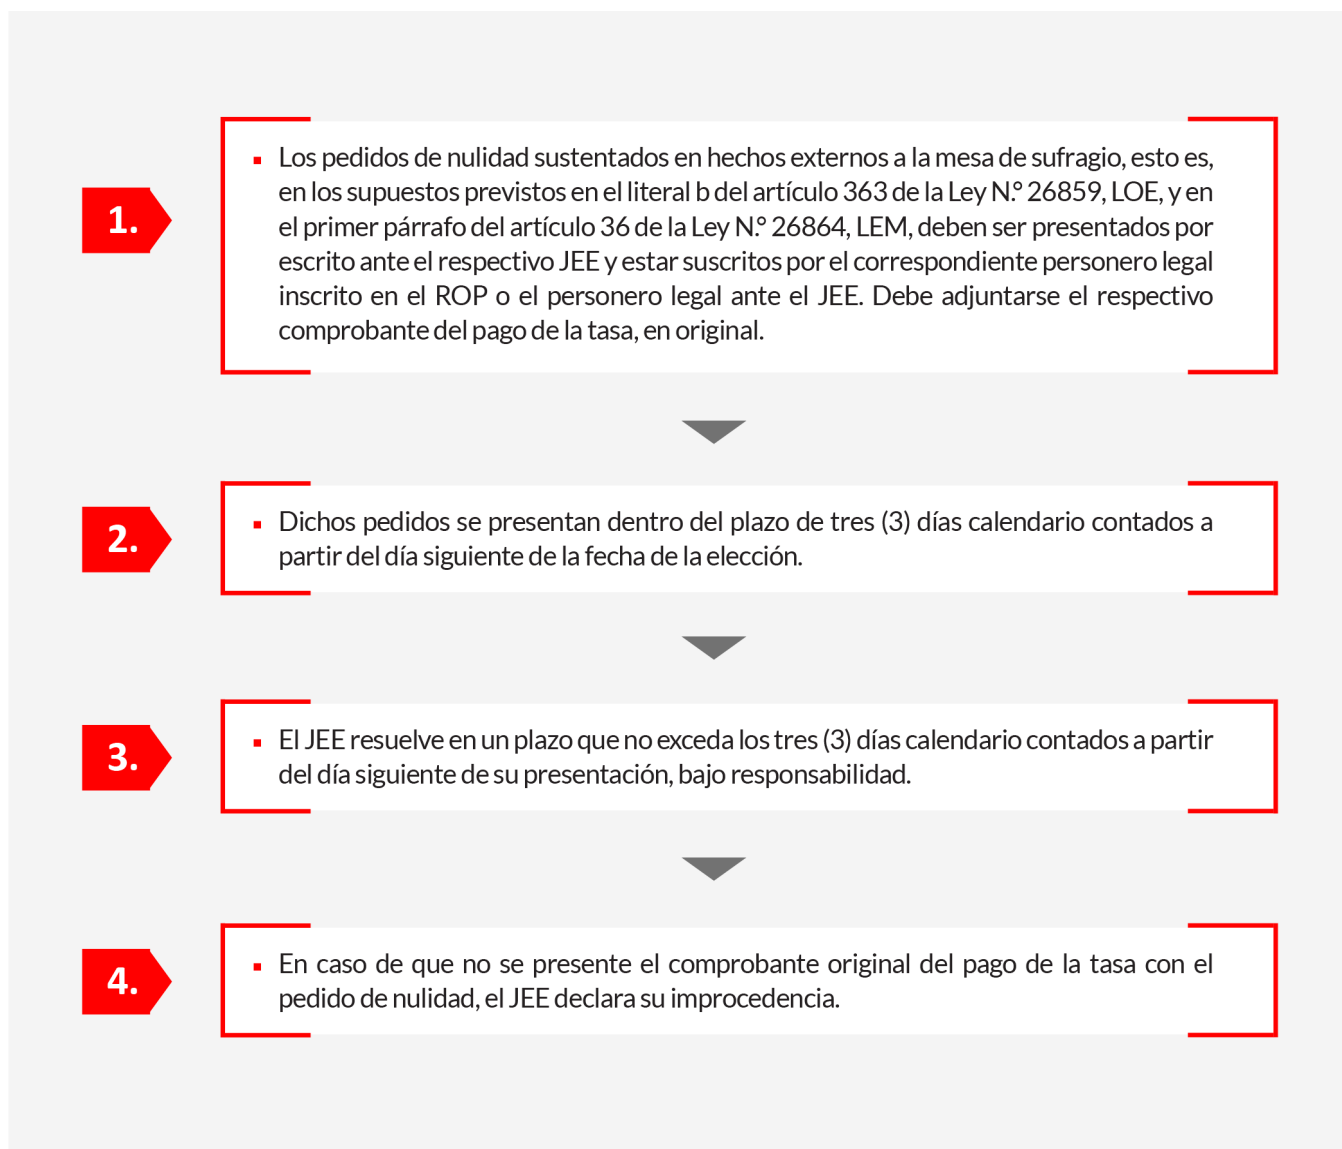 1.
Los pedidos de nulidad sustentados en hechos externos a la mesa de sufragio, esto es,
en los supuestos previstos en el literal b del artículo 363 de la Ley N.° 26859, LOE, y en
el primer párrafo del artículo 36 de la Ley N.° 26864, LEM, deben ser presentados por
escrito ante el respectivo JEE y estar suscritos por el correspondiente personero legal
inscrito en el ROP o el personero legal ante el JEE. Debe adjuntarse el respectivo
comprobante del pago de la tasa, en original.
2.
Dichos pedidos se presentan dentro del plazo de tres (3) días calendario contados a
partir del día siguiente de la fecha de la elección.
3.
El JEE resuelve en un plazo que no exceda los tres (3) días calendario contados a partir
del día siguiente de su presentación, bajo responsabilidad.
4.
En caso de que no se presente el comprobante original del pago de la tasa con el
pedido de nulidad, el JEE declara su improcedencia.